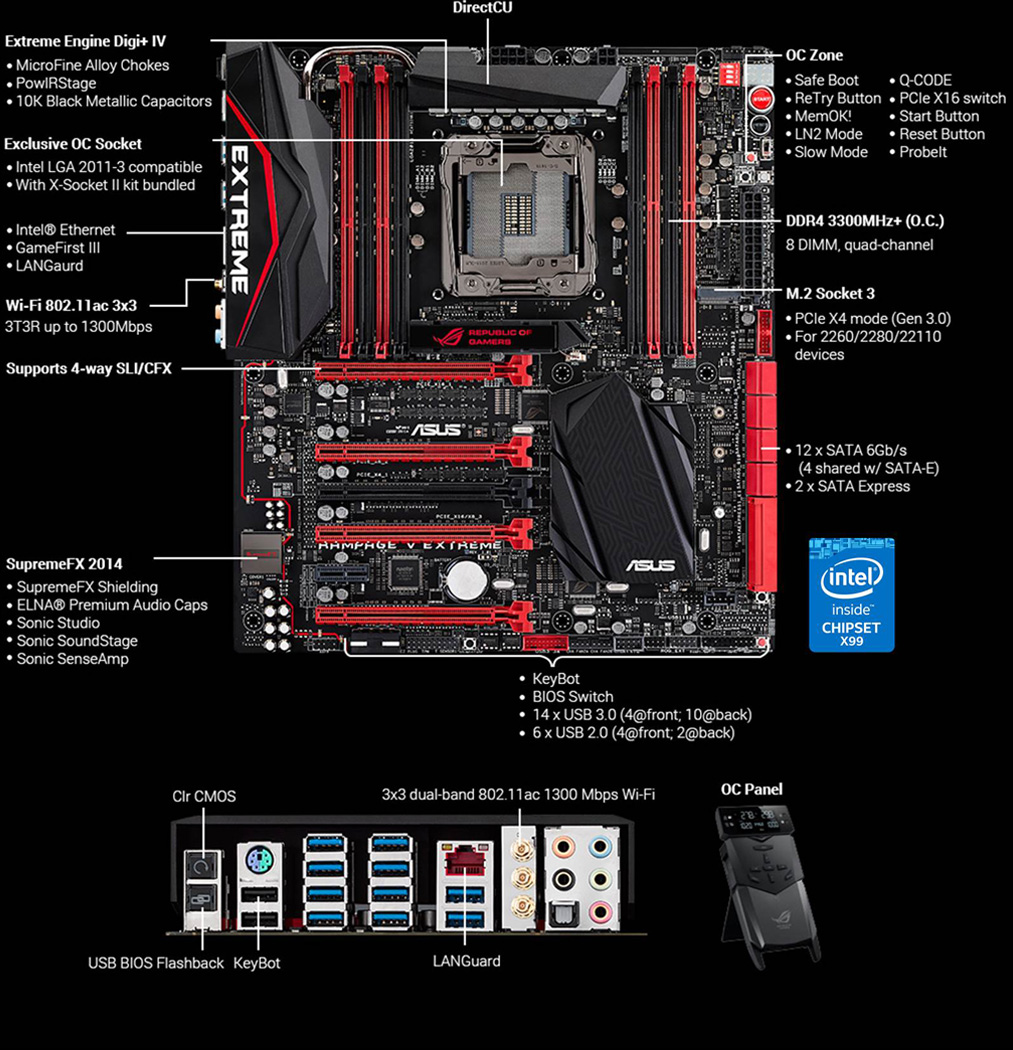 DirectCU
Extreme Engine Digi+ IV
• MicroFine Alloy Chokes
• PowIRStage
• 10K Black Metallic Capacitors
Exclusive OC Socket
• Intel LGA 2011-3 compatible
• With X-Socket II kit bundled
• Intel® Ethernet
• GameFirst III
• LANGaurd
Wi-Fi 802.11ac 3x3
3T3R up to 1300Mbps
Supports 4-way SLI/CFX
SupremeFX 2014
• SupremeFX Shielding
• ELNA® Premium Audio Caps
• Sonic Studio
• Sonic SoundStage
• Sonic SenseAmp
OC Zone
• Safe Boot
• ReTry Button
• MemOK!
• LN2 Mode
• Slow Mode
• Q-CODE
• PCIe X16 switch
• Start Button
• Reset Button
• ProbeIt
DDR4 3300MHz+ (O.C.)
8 DIMM, quad-channel
M.2 Socket 3
• PCIe X4 mode (Gen 3.0)
• For 2260/2280/22110
devices
• 12 x SATA 6Gb/s
(4 shared w/ SATA-E)
• 2 x SATA Express
intel
inside™
CHIPSET
X99
EXTREME
START
REPUBLIC OF
GAMERS
ASUS
PCIE_X16/X8_3
RAMPAGE V EXTREME
ASUS
• KeyBot
• BIOS Switch
• 14 x USB 3.0 (4@front; 10@back)
• 6 x USB 2.0 (4@front; 2@back)
Clr CMOS
3x3 dual-band 802.11ac 1300 Mbps Wi-Fi
OC Panel
USB BIOS Flashback
KeyBot
LANGuard